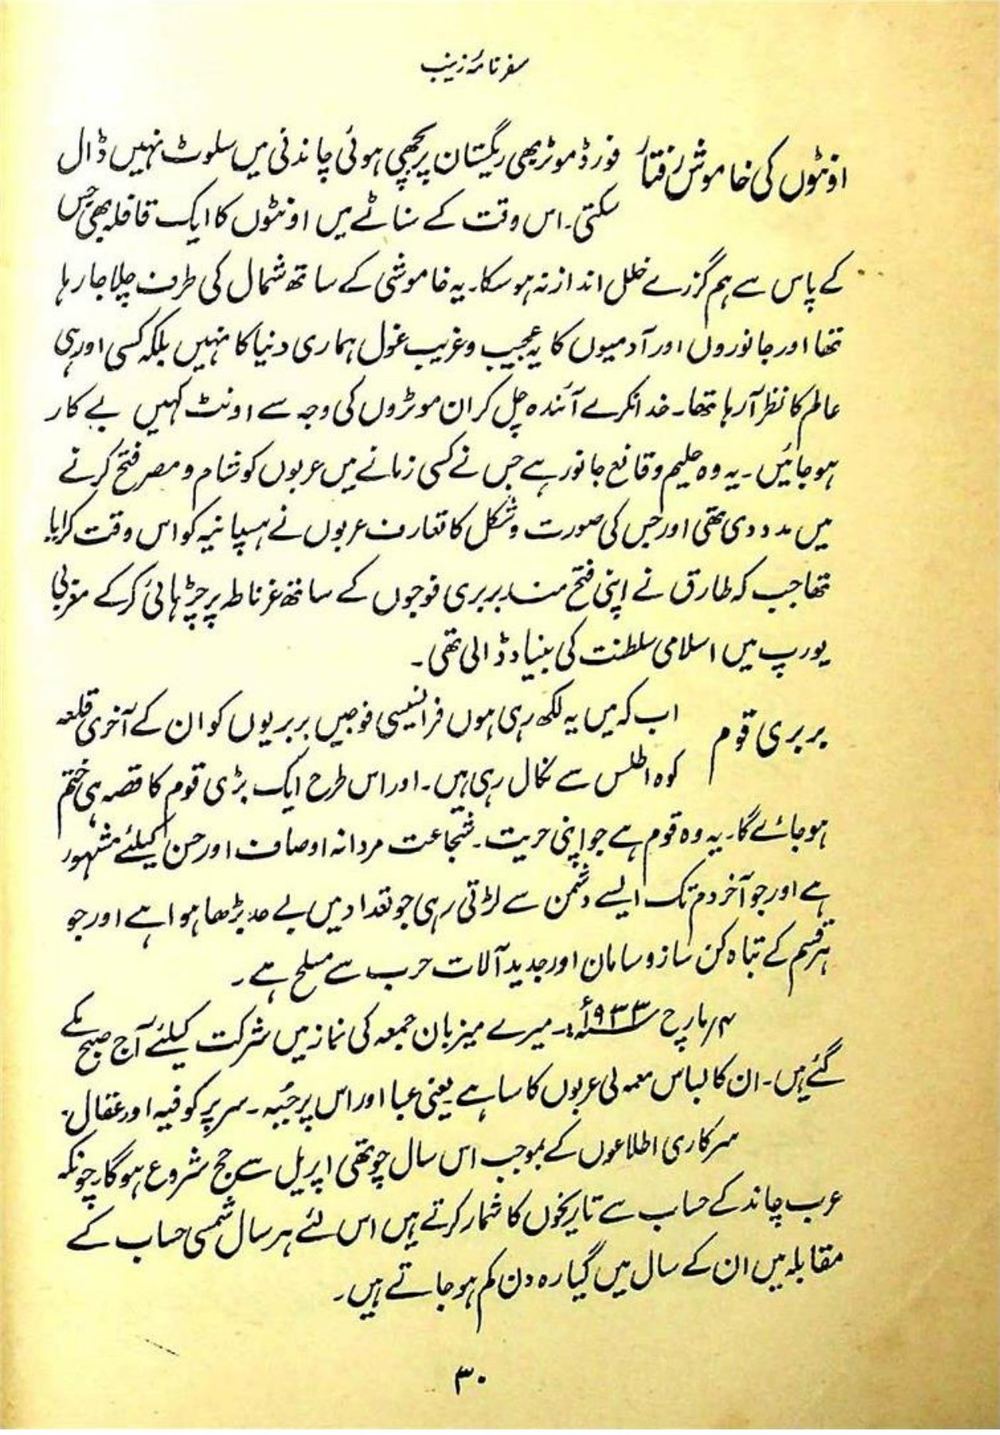 سفرنامۂ زینب
اونٹوں کی خاموش رفتار فورڈ موٹر بھی ریگستان پر بچھی ہوئی چاندنی میں سلوٹ نہیں ڈال
سکتی۔ اس وقت کے سناٹے میں اونٹوں کا ایک قافلہ بھی جس
کے پاس سے ہم گزرے خلل انداز نہ ہو سکا۔ یہ خاموشی کے ساتھ شمال کی طرف چلا جا رہا
تھا اور جانوروں اور آدمیوں کا یہ عجیب و غریب غول ہماری دنیا کا نہیں بلکہ کسی اور ہی
عالم کا نظر آ رہا تھا۔ خدا نکرے آئندہ چل کر ان موٹروں کی وجہ سے اونٹ کہیں بے کار
ہو جائیں۔ یہ وہ حلیم و قانع جانور ہے جس نے کسی زمانے میں عربوں کو شام و مصر فتح کرنے
میں مدد دی تھی اور جس کی صورت و شکل کا تعارف عربوں نے ہسپانیہ کو اس وقت کرایا
تھا جب کہ طارق نے اپنی فتح مند بربری فوجوں کے ساتھ غرناطہ پر چڑہائی کر کے مغربی
یورپ میں اسلامی سلطنت کی بنیاد ڈالی تھی۔
بربری قوم اب کہ میں یہ لکھ رہی ہوں فرانسیسی فوجیں بربریوں کو ان کے آخری قلعہ
کوہ اطلس سے نکال رہی ہیں۔ اور اس طرح ایک بڑی قوم کا قصہ ہی ختم
ہو جائے گا۔ یہ وہ قوم ہے جو اپنی حریت۔ شجاعت مردانہ اوصاف اور حسن کیلئے مشہور
ہے اور جو آخر دم تک ایسے دشمن سے لڑتی رہی جو تعداد میں بے حد بڑھا ہوا ہے اور جو
ہر قسم کے تباہ کن ساز و سامان اور جدید آلات حرب سے مسلح ہے۔
۳؍ مارچ ۱۹۳۳ء۔ میرے میزبان جمعہ کی نماز میں شرکت کیلئے آج صبح مکے
گئے ہیں۔ ان کا لباس معمولی عربوں کا سا ہے یعنی عبا اور اس پر جبّہ۔ سر پر کوفیہ اور عقال۔
سرکاری اطلاعوں کے بموجب اس سال چوتھی اپریل سے حج شروع ہو گا۔ چونکہ
عرب چاند کے حساب سے تاریخوں کا شمار کرتے ہیں اس لئے ہر سال شمسی حساب کے
مقابلہ میں ان کے سال میں گیارہ دن کم ہو جاتے ہیں۔
۳۰